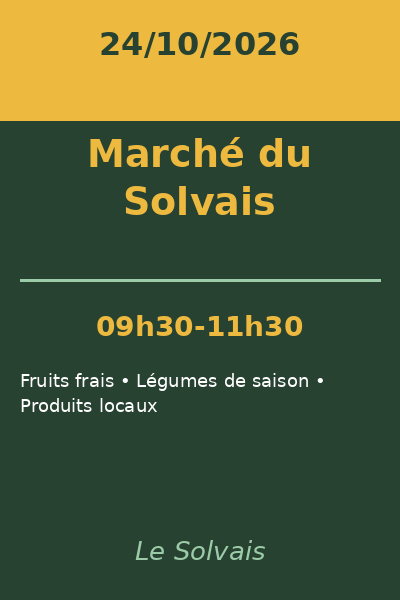 24/10/2026
Marché du
Solvais
09h30-11h30
Fruits frais • Légumes de saison •
Produits locaux
Le Solvais